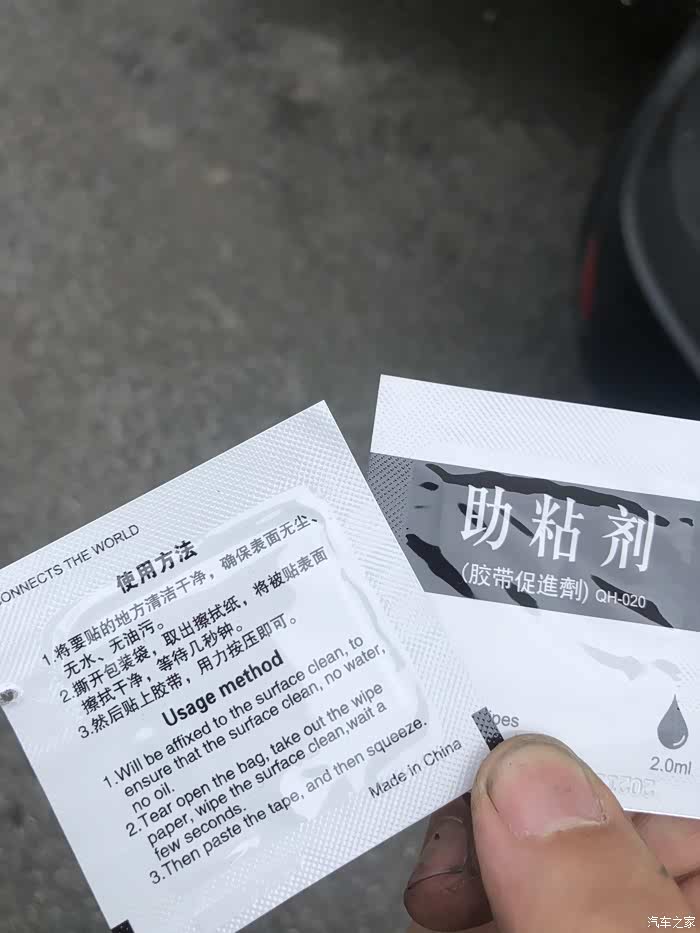 CONNECTS THE WORLD
使用方法
1.将要贴的地方清洁干净，确保表面无尘、
无水、无油污。
2.撕开包装袋，取出擦拭纸，将被贴表面
擦拭干净，等待几秒钟。
3.然后贴上胶带，用力按压即可。
Usage method
1.Will be affixed to the surface clean, to
ensure that the surface clean, no water,
no oil.
2.Tear open the bag, take out the wipe
paper, wipe the surface clean,wait a
few seconds.
3.Then paste the tape, and then squeeze.
Made in China
助粘剂
(胶带促進劑) QH-020
ipes
2.0ml
汽车之家